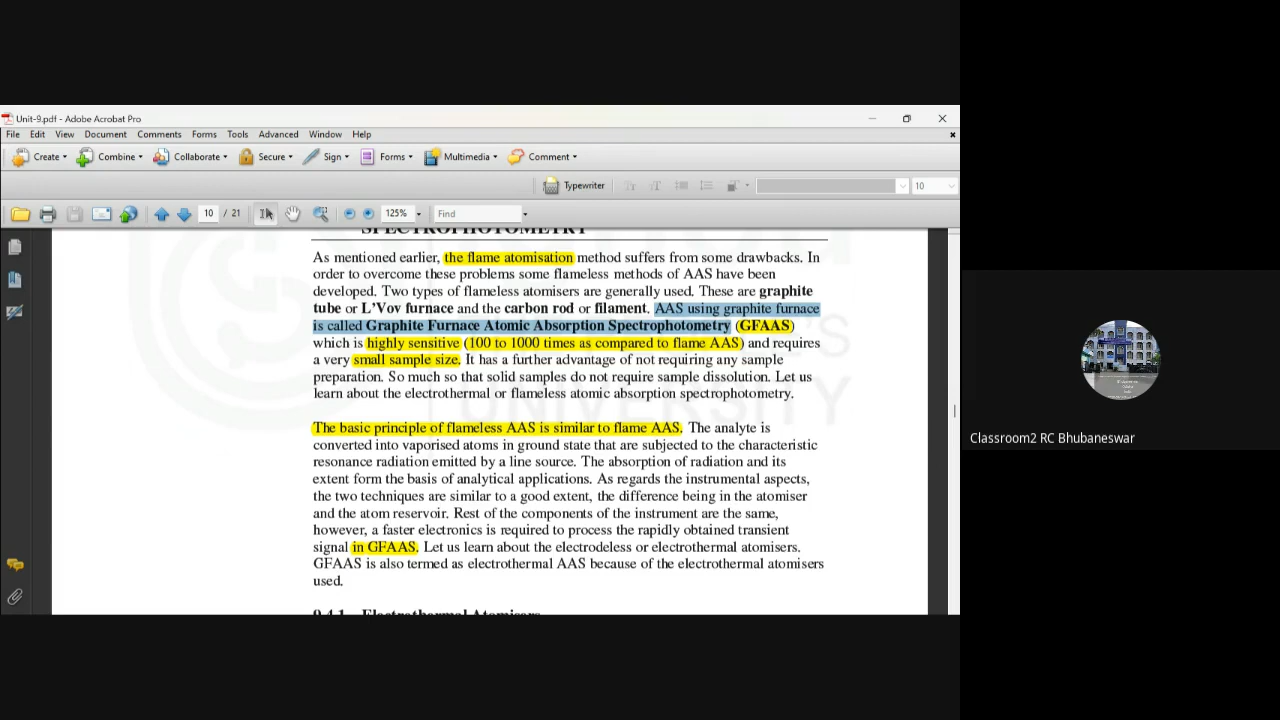 Unit-9.pdf - Adobe Acrobat Pro
File Edit View Document Comments Forms Tools Advanced Window Help
Create Combine Collaborate Secure Sign Forms Multimedia Comment
Typewriter 10
10 / 21 125% Find
SPECTROPHOTOMETRY
As mentioned earlier, the flame atomisation method suffers from some drawbacks. In
order to overcome these problems some flameless methods of AAS have been
developed. Two types of flameless atomisers are generally used. These are graphite
tube or L'Vov furnace and the carbon rod or filament. AAS using graphite furnace
is called Graphite Furnace Atomic Absorption Spectrophotometry (GFAAS)
which is highly sensitive (100 to 1000 times as compared to flame AAS) and requires
a very small sample size. It has a further advantage of not requiring any sample
preparation. So much so that solid samples do not require sample dissolution. Let us
learn about the electrothermal or flameless atomic absorption spectrophotometry.
The basic principle of flameless AAS is similar to flame AAS. The analyte is
converted into vaporised atoms in ground state that are subjected to the characteristic
resonance radiation emitted by a line source. The absorption of radiation and its
extent form the basis of analytical applications. As regards the instrumental aspects,
the two techniques are similar to a good extent, the difference being in the atomiser
and the atom reservoir. Rest of the components of the instrument are the same,
however, a faster electronics is required to process the rapidly obtained transient
signal in GFAAS. Let us learn about the electrodeless or electrothermal atomisers.
GFAAS is also termed as electrothermal AAS because of the electrothermal atomisers
used.
9.4.1 Electrothermal Atomisers
UNIVERSITY
Classroom2 RC Bhubaneswar